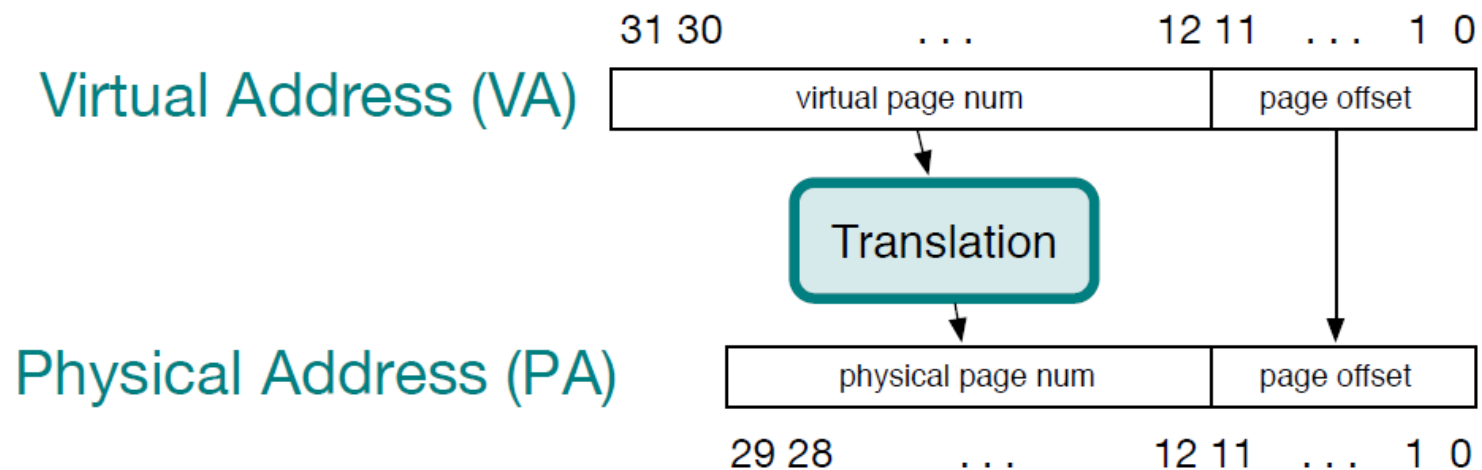 31 30 . . . 12 11 . . . 1 0
Virtual Address (VA) virtual page num page offset
Translation
Physical Address (PA) physical page num page offset
29 28 . . . 12 11 . . . 1 0